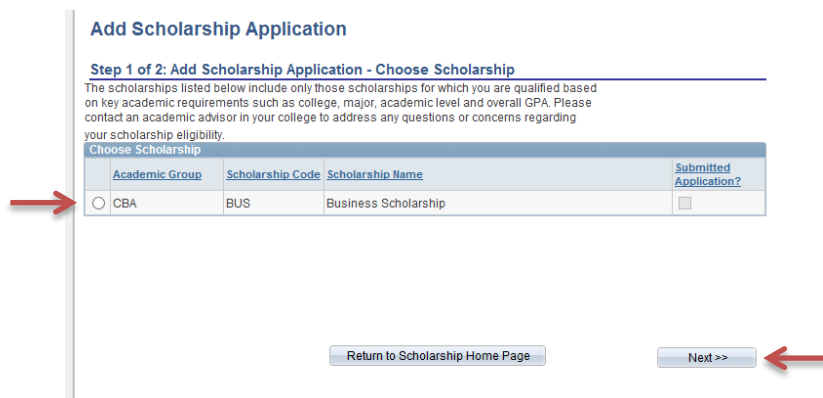 Add Scholarship Application
Step 1 of 2: Add Scholarship Application - Choose Scholarship
The scholarships listed below include only those scholarships for which you are qualified based
on key academic requirements such as college, major, academic level and overall GPA. Please
contact an academic advisor in your college to address any questions or concerns regarding
your scholarship eligibility.
Choose Scholarship
Academic Group Scholarship Code Scholarship Name Submitted
Application?
CBA BUS Business Scholarship
Return to Scholarship Home Page Next >>